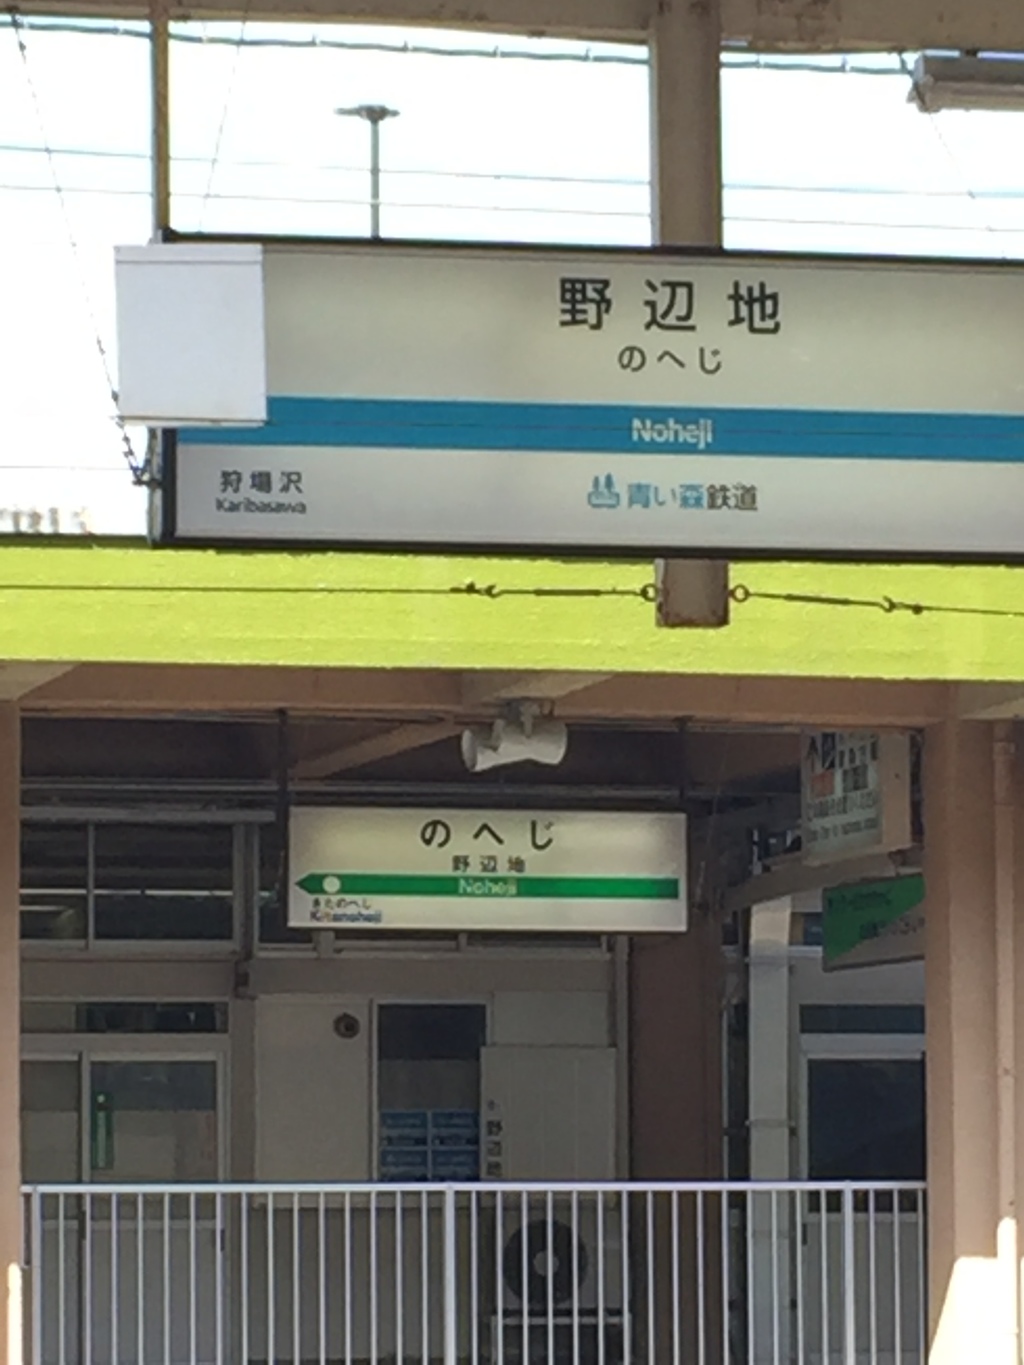 野辺地
のへじ
Noheji
狩場沢
Karibasawa
青い森鉄道
のへじ
野辺地
Noheji
きたのへじ
Kitanoheji
野辺地